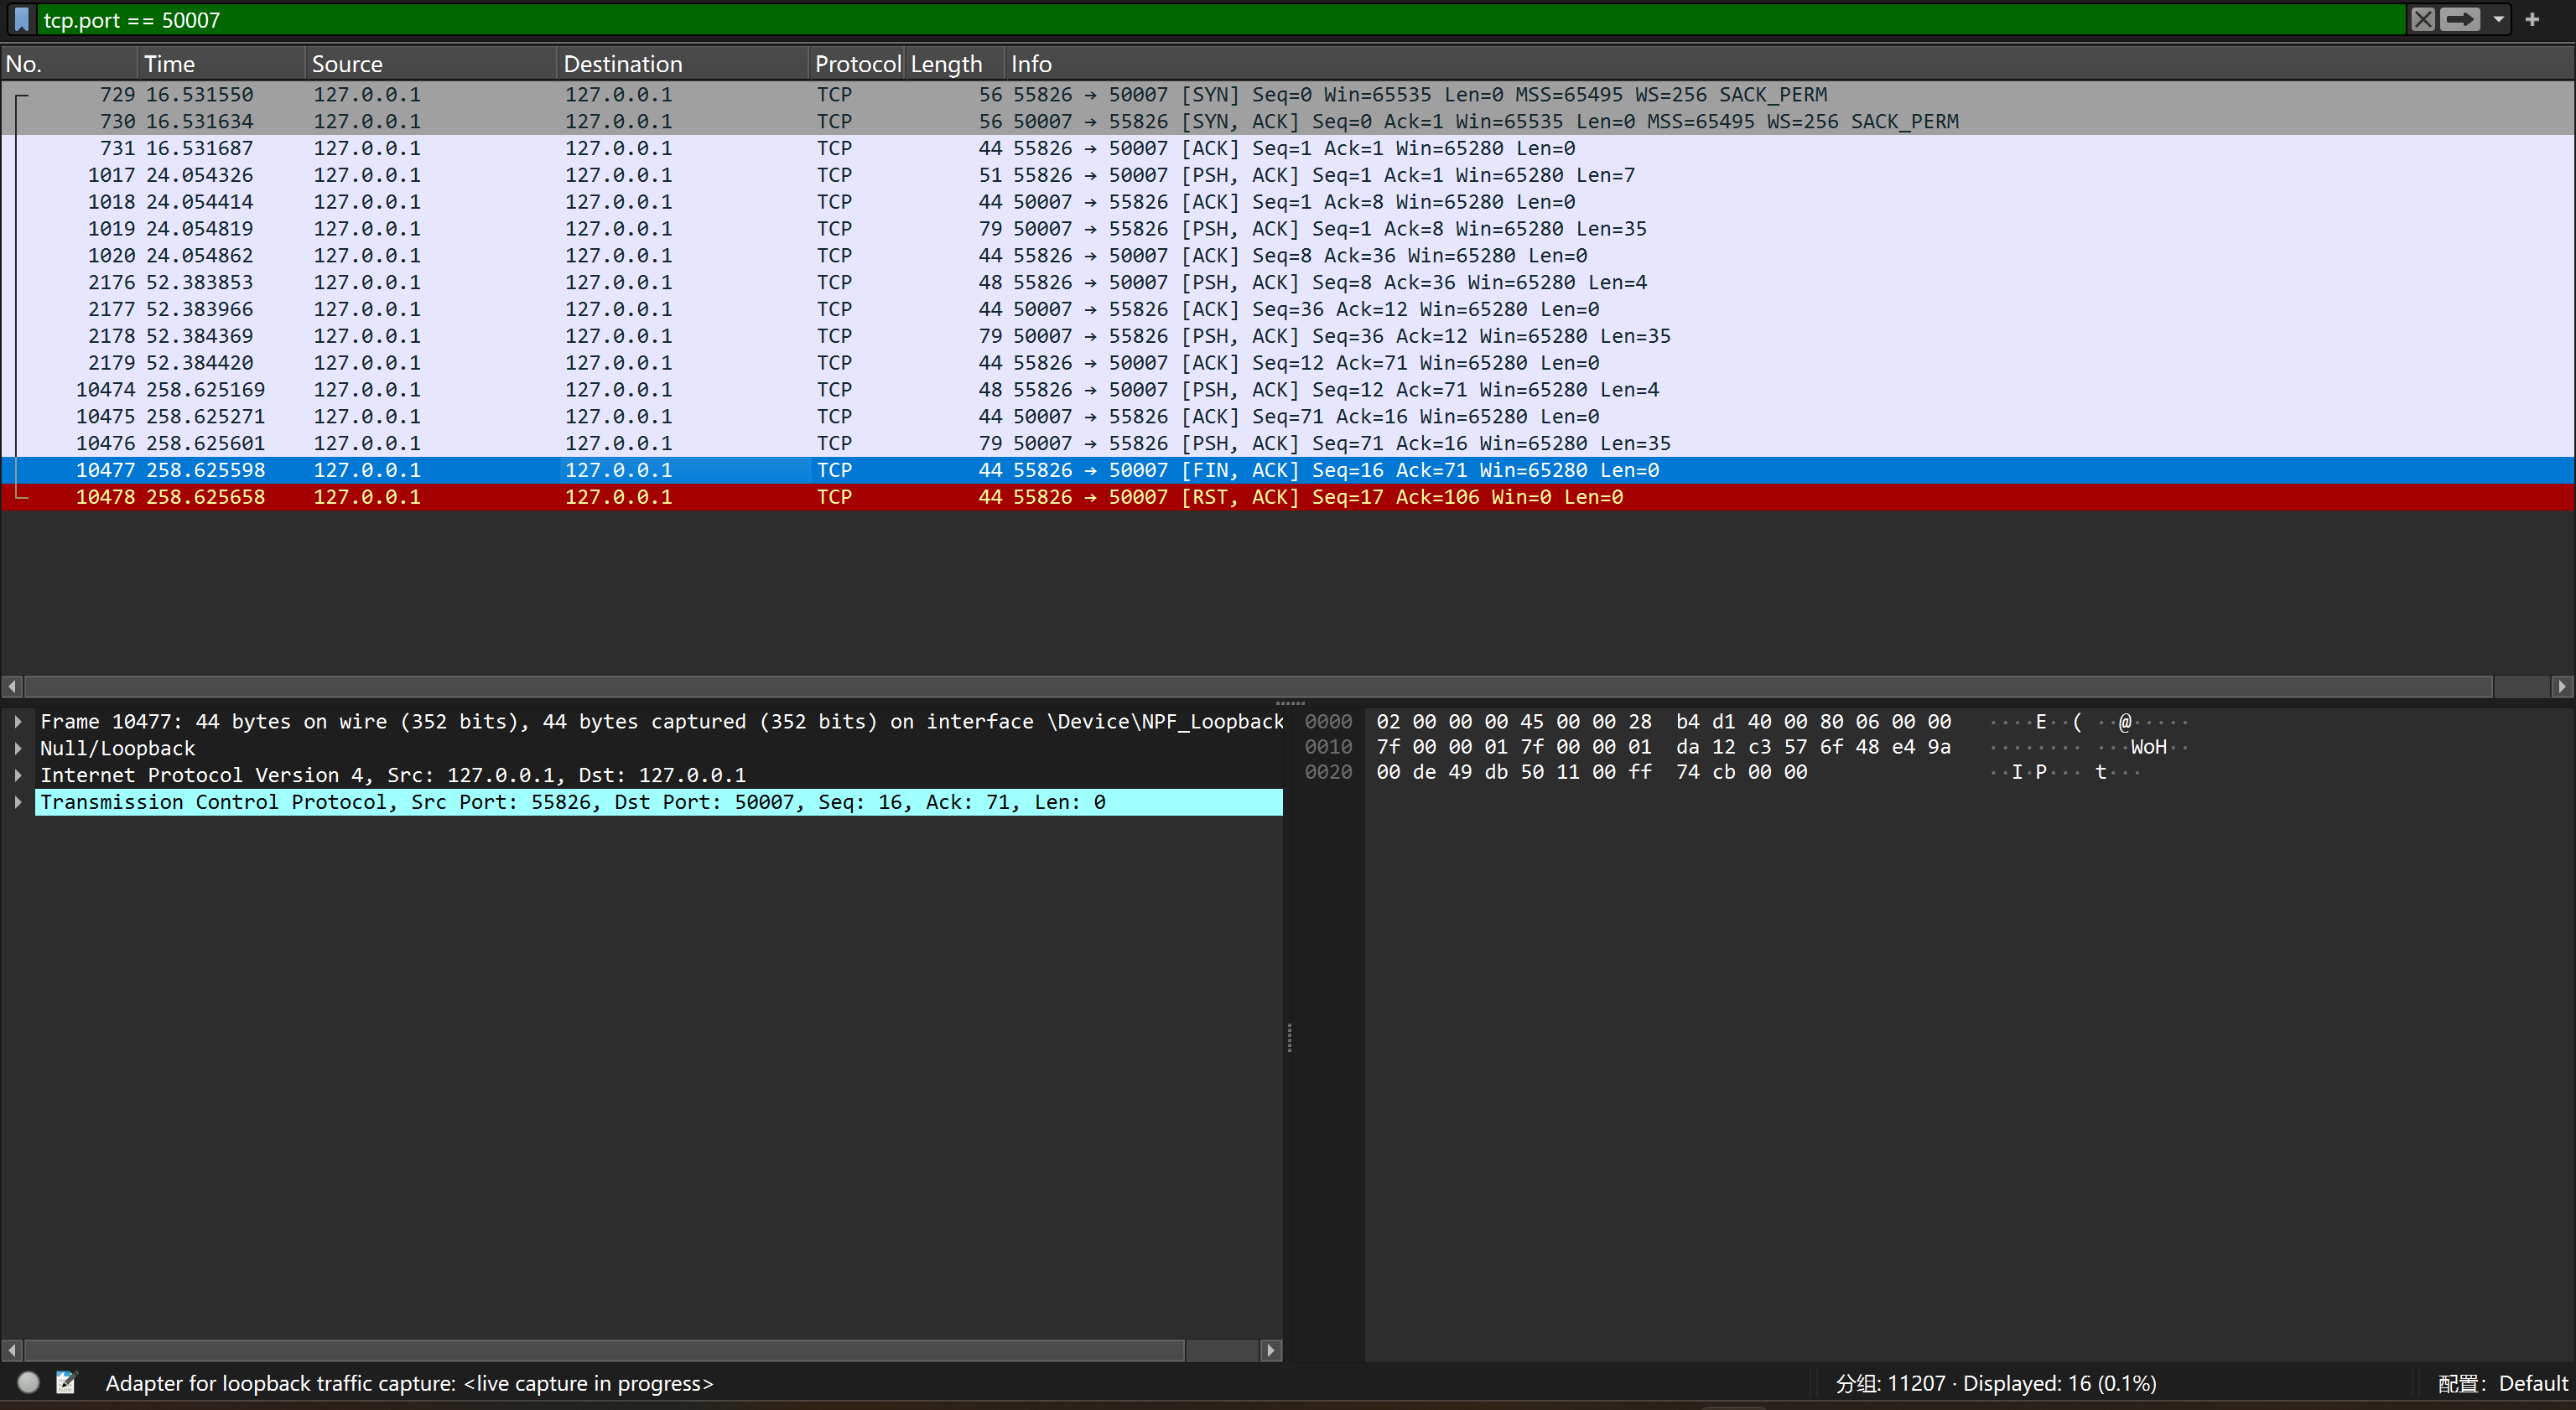 tcp.port == 50007
No. Time Source Destination Protocol Length Info
729 16.531550 127.0.0.1 127.0.0.1 TCP 56 55826 → 50007 [SYN] Seq=0 Win=65535 Len=0 MSS=65495 WS=256 SACK_PERM
730 16.531634 127.0.0.1 127.0.0.1 TCP 56 50007 → 55826 [SYN, ACK] Seq=0 Ack=1 Win=65535 Len=0 MSS=65495 WS=256 SACK_PERM
731 16.531687 127.0.0.1 127.0.0.1 TCP 44 55826 → 50007 [ACK] Seq=1 Ack=1 Win=65280 Len=0
1017 24.054326 127.0.0.1 127.0.0.1 TCP 51 55826 → 50007 [PSH, ACK] Seq=1 Ack=1 Win=65280 Len=7
1018 24.054414 127.0.0.1 127.0.0.1 TCP 44 50007 → 55826 [ACK] Seq=1 Ack=8 Win=65280 Len=0
1019 24.054819 127.0.0.1 127.0.0.1 TCP 79 50007 → 55826 [PSH, ACK] Seq=1 Ack=8 Win=65280 Len=35
1020 24.054862 127.0.0.1 127.0.0.1 TCP 44 55826 → 50007 [ACK] Seq=8 Ack=36 Win=65280 Len=0
2176 52.383853 127.0.0.1 127.0.0.1 TCP 48 55826 → 50007 [PSH, ACK] Seq=8 Ack=36 Win=65280 Len=4
2177 52.383966 127.0.0.1 127.0.0.1 TCP 44 50007 → 55826 [ACK] Seq=36 Ack=12 Win=65280 Len=0
2178 52.384369 127.0.0.1 127.0.0.1 TCP 79 50007 → 55826 [PSH, ACK] Seq=36 Ack=12 Win=65280 Len=35
2179 52.384420 127.0.0.1 127.0.0.1 TCP 44 55826 → 50007 [ACK] Seq=12 Ack=71 Win=65280 Len=0
10474 258.625169 127.0.0.1 127.0.0.1 TCP 48 55826 → 50007 [PSH, ACK] Seq=12 Ack=71 Win=65280 Len=4
10475 258.625271 127.0.0.1 127.0.0.1 TCP 44 50007 → 55826 [ACK] Seq=71 Ack=16 Win=65280 Len=0
10476 258.625601 127.0.0.1 127.0.0.1 TCP 79 50007 → 55826 [PSH, ACK] Seq=71 Ack=16 Win=65280 Len=35
10477 258.625598 127.0.0.1 127.0.0.1 TCP 44 55826 → 50007 [FIN, ACK] Seq=16 Ack=71 Win=65280 Len=0
10478 258.625658 127.0.0.1 127.0.0.1 TCP 44 55826 → 50007 [RST, ACK] Seq=17 Ack=106 Win=0 Len=0
Frame 10477: 44 bytes on wire (352 bits), 44 bytes captured (352 bits) on interface \Device\NPF_Loopback
Null/Loopback
Internet Protocol Version 4, Src: 127.0.0.1, Dst: 127.0.0.1
Transmission Control Protocol, Src Port: 55826, Dst Port: 50007, Seq: 16, Ack: 71, Len: 0
0000 02 00 00 00 45 00 00 28 b4 d1 40 00 80 06 00 00 ····E··( ··@·····
0010 7f 00 00 01 7f 00 00 01 da 12 c3 57 6f 48 e4 9a ········ ···WoH··
0020 00 de 49 db 50 11 00 ff 74 cb 00 00 ··I·P··· t···
Adapter for loopback traffic capture: <live capture in progress>
分组: 11207 · Displayed: 16 (0.1%)
配置: Default